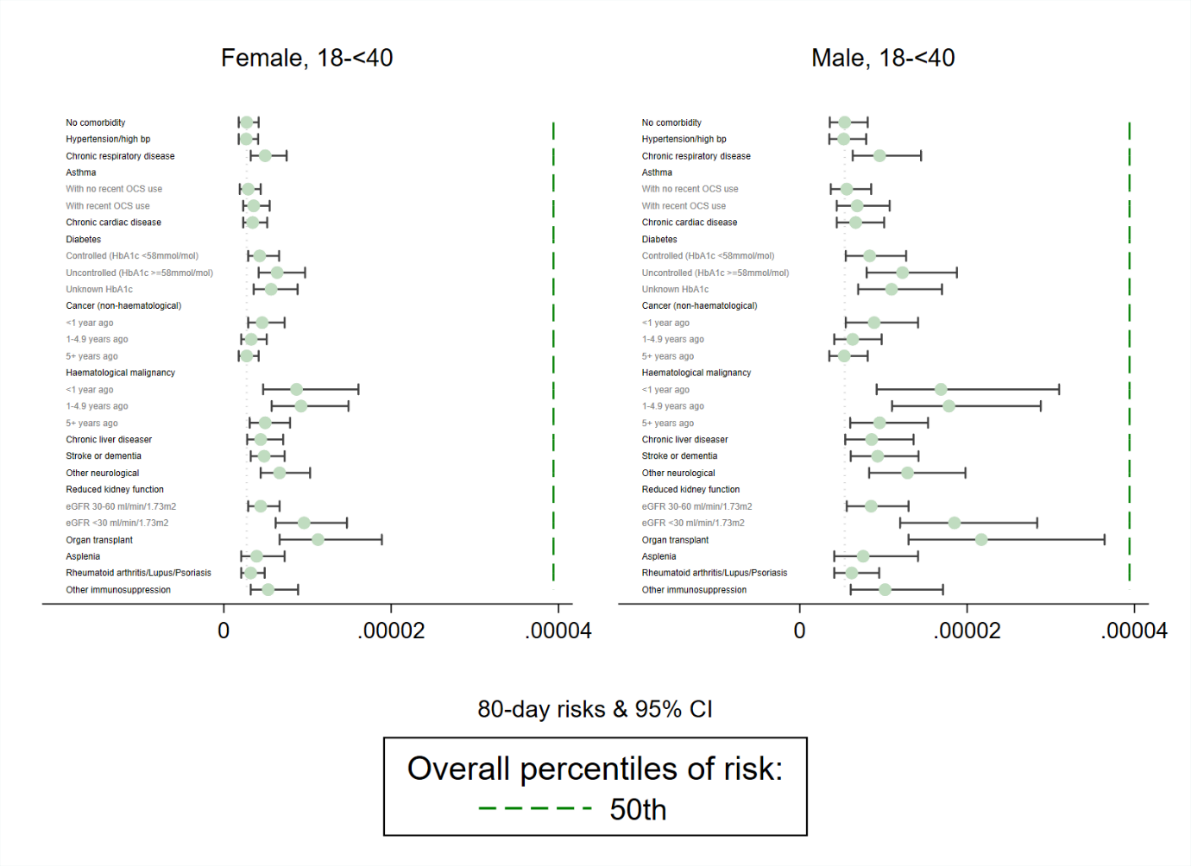 Female, 18-<40
No comorbidity
Hypertension/high bp
Chronic respiratory disease
Asthma
With no recent OCS use
With recent OCS use
Chronic cardiac disease
Diabetes
Controlled (HbA1c <58mmol/mol)
Uncontrolled (HbA1c >=58mmol/mol)
Unknown HbA1c
Cancer (non-haematological)
<1 year ago
1-4.9 years ago
5+ years ago
Haematological malignancy
<1 year ago
1-4.9 years ago
5+ years ago
Chronic liver diseaser
Stroke or dementia
Other neurological
Reduced kidney function
eGFR 30-60 ml/min/1.73m2
eGFR <30 ml/min/1.73m2
Organ transplant
Asplenia
Rheumatoid arthritis/Lupus/Psoriasis
Other immunosuppression
0 .00002 .00004
Male, 18-<40
No comorbidity
Hypertension/high bp
Chronic respiratory disease
Asthma
With no recent OCS use
With recent OCS use
Chronic cardiac disease
Diabetes
Controlled (HbA1c <58mmol/mol)
Uncontrolled (HbA1c >=58mmol/mol)
Unknown HbA1c
Cancer (non-haematological)
<1 year ago
1-4.9 years ago
5+ years ago
Haematological malignancy
<1 year ago
1-4.9 years ago
5+ years ago
Chronic liver diseaser
Stroke or dementia
Other neurological
Reduced kidney function
eGFR 30-60 ml/min/1.73m2
eGFR <30 ml/min/1.73m2
Organ transplant
Asplenia
Rheumatoid arthritis/Lupus/Psoriasis
Other immunosuppression
0 .00002 .00004
80-day risks & 95% CI
Overall percentiles of risk:
50th